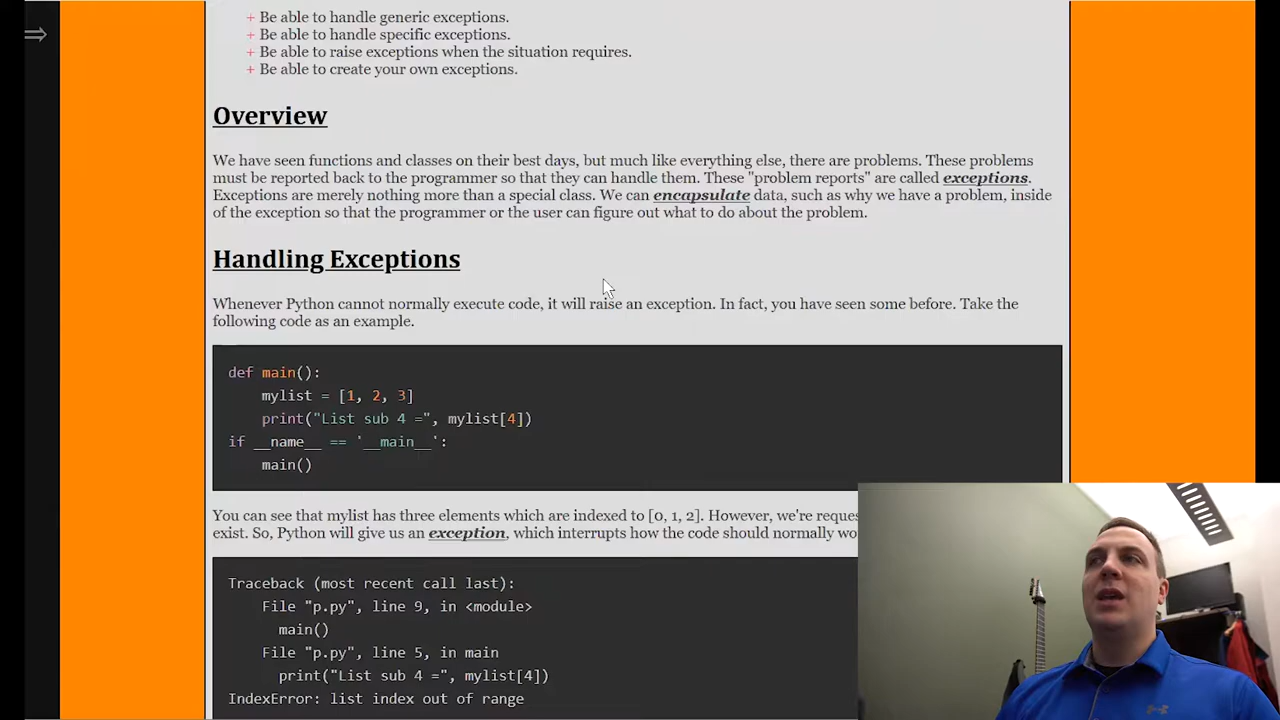 ⇒
+ Be able to handle generic exceptions.
+ Be able to handle specific exceptions.
+ Be able to raise exceptions when the situation requires.
+ Be able to create your own exceptions.
Overview
We have seen functions and classes on their best days, but much like everything else, there are problems. These problems
must be reported back to the programmer so that they can handle them. These "problem reports" are called exceptions.
Exceptions are merely nothing more than a special class. We can encapsulate data, such as why we have a problem, inside
of the exception so that the programmer or the user can figure out what to do about the problem.
Handling Exceptions
Whenever Python cannot normally execute code, it will raise an exception. In fact, you have seen some before. Take the
following code as an example.
def main():
    mylist = [1, 2, 3]
    print("List sub 4 =", mylist[4])
if __name__ == '__main__':
    main()
You can see that mylist has three elements which are indexed to [0, 1, 2]. However, we're reque
exist. So, Python will give us an exception, which interrupts how the code should normally wo
Traceback (most recent call last):
    File "p.py", line 9, in <module>
      main()
    File "p.py", line 5, in main
      print("List sub 4 =", mylist[4])
IndexError: list index out of range